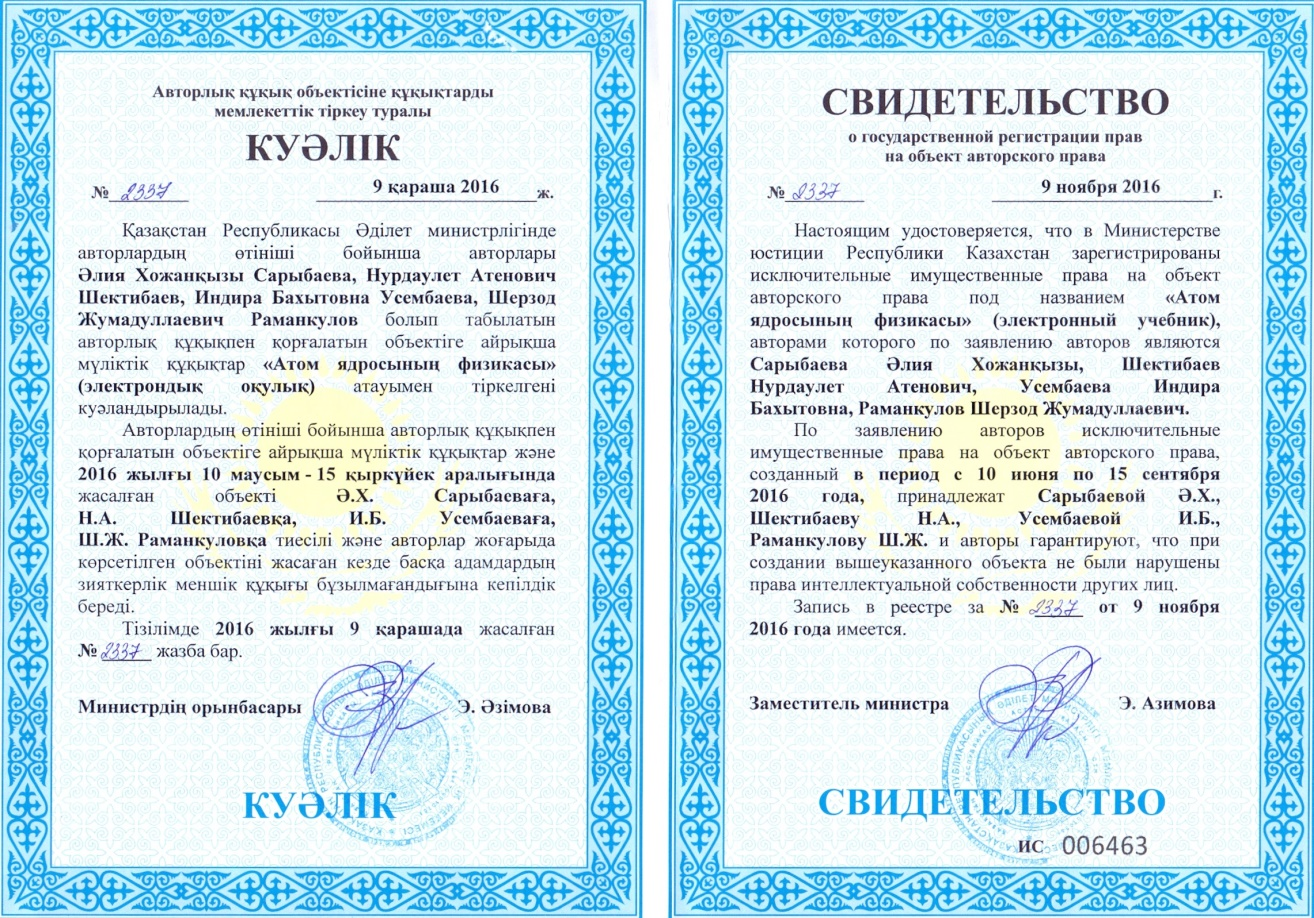 Авторлық құқық объектісіне құқықтарды
мемлекеттік тіркеу туралы
КУӘЛІК
№ 2337 9 қараша 2016 ж.
Қазақстан Республикасы Әділет министрлігінде
авторлардың өтініші бойынша авторлары
Әлия Хожанқызы Сарыбаева, Нурдаулет Атенович
Шектибаев, Индира Бахытовна Усембаева, Шерзод
Жумадуллаевич Раманкулов болып табылатын
авторлық құқықпен қорғалатын объектіге айрықша
мүліктік құқықтар «Атом ядросының физикасы»
(электрондық оқулық) атауымен тіркелгені
куәландырылады.
Авторлардың өтініші бойынша авторлық құқықпен
қорғалатын объектіге айрықша мүліктік құқықтар және
2016 жылғы 10 маусым - 15 қыркүйек аралығында
жасалған объекті Ә.Х. Сарыбаеваға,
Н.А. Шектибаевқа, И.Б. Усембаеваға,
Ш.Ж. Раманкуловқа тиесілі және авторлар жоғарыда
көрсетілген объектіні жасаған кезде басқа адамдардың
зияткерлік меншік құқығы бұзылмағандығына кепілдік
береді.
Тізілімде 2016 жылғы 9 қарашада жасалған
№ 2337 жазба бар.
Министрдің орынбасары Э. Әзімова
КУӘЛІК
СВИДЕТЕЛЬСТВО
о государственной регистрации прав
на объект авторского права
№ 2337 9 ноября 2016 г.
Настоящим удостоверяется, что в Министерстве
юстиции Республики Казахстан зарегистрированы
исключительные имущественные права на объект
авторского права под названием «Атом
ядросының физикасы» (электронный учебник),
авторами которого по заявлению авторов являются
Сарыбаева Әлия Хожанқызы, Шектибаев
Нурдаулет Атенович, Усембаева Индира
Бахытовна, Раманкулов Шерзод Жумадуллаевич.
По заявлению авторов исключительные
имущественные права на объект авторского права,
созданный в период с 10 июня по 15 сентября
2016 года, принадлежат Сарыбаевой Ә.Х.,
Шектибаеву Н.А., Усембаевой И.Б.,
Раманкулову Ш.Ж. и авторы гарантируют, что при
создании вышеуказанного объекта не были нарушены
права интеллектуальной собственности других лиц.
Запись в реестре за № 2337 от 9 ноября
2016 года имеется.
Заместитель министра Э. Азимова
СВИДЕТЕЛЬСТВО
ИС 006463